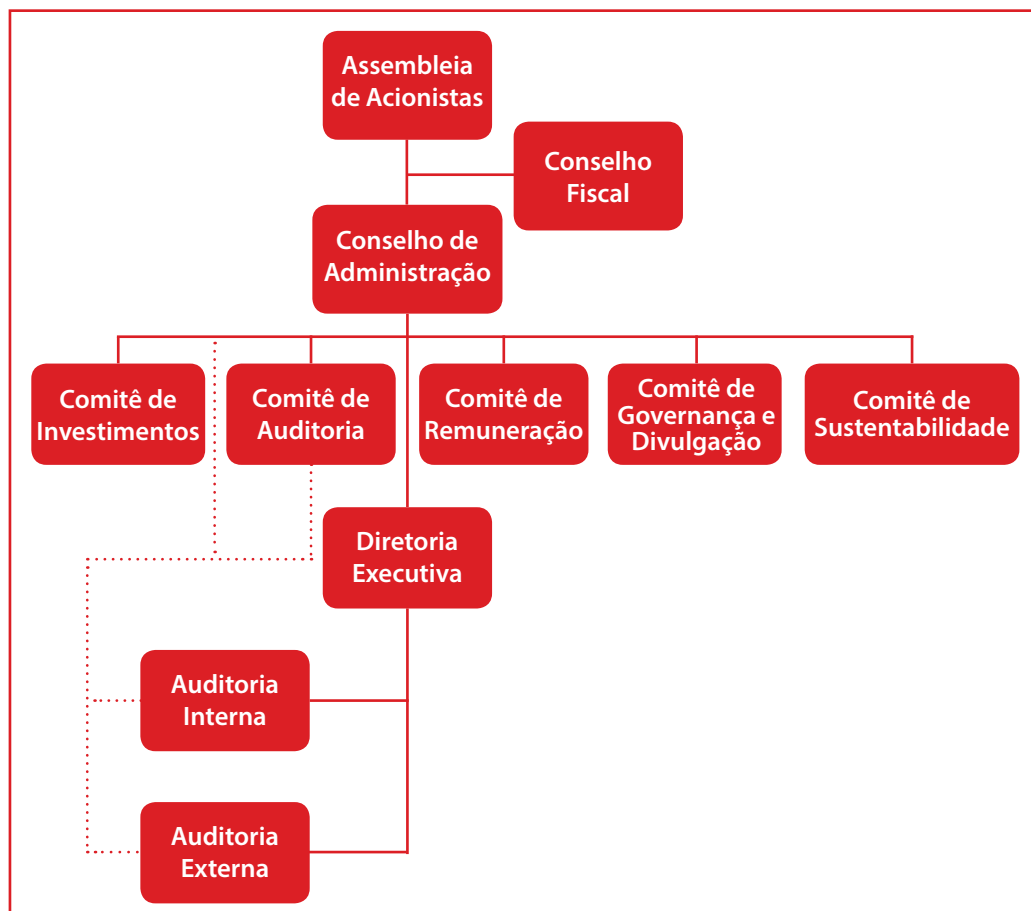 Assembleia
de Acionistas
Conselho
Fiscal
Conselho de
Administração
Comitê de
Investimentos
Comitê de
Auditoria
Comitê de
Remuneração
Comitê de
Governança e
Divulgação
Comitê de
Sustentabilidade
Diretoria
Executiva
Auditoria
Interna
Auditoria
Externa